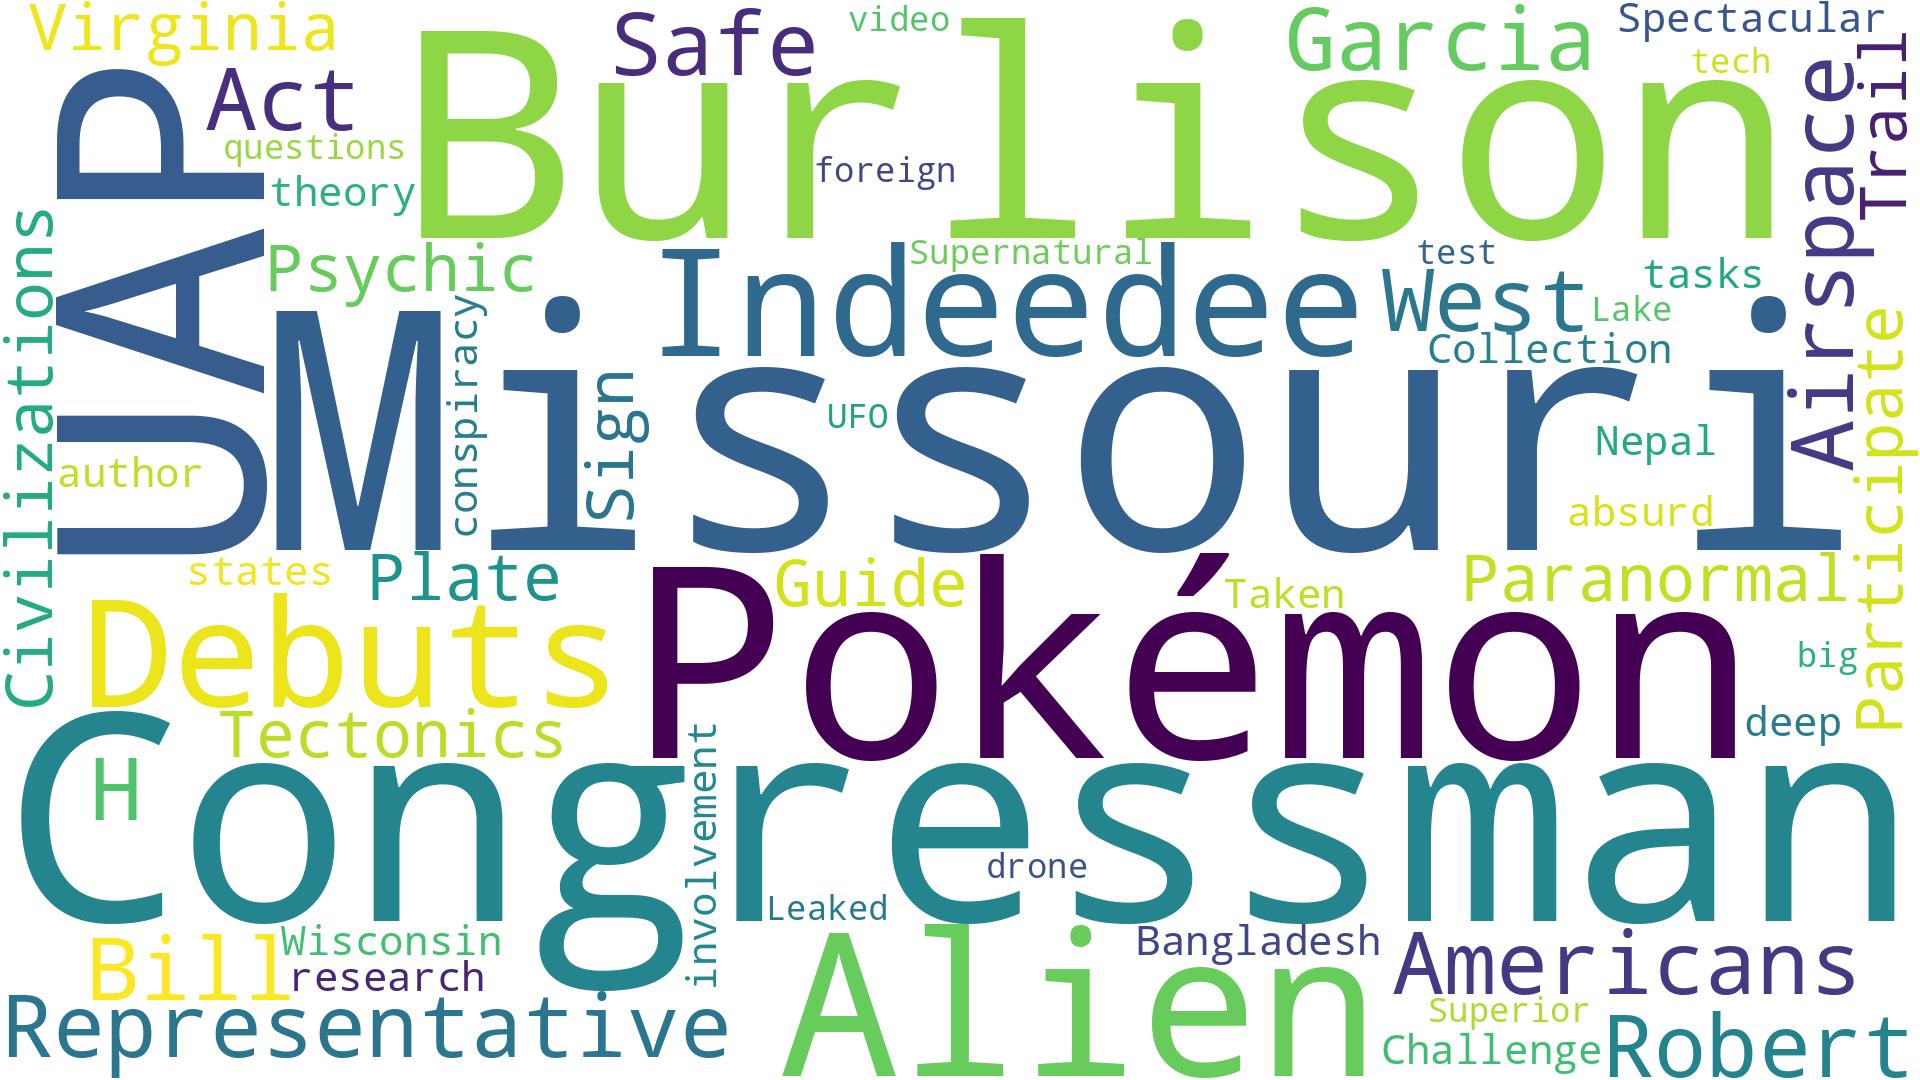 Virginia
Safe
video
Garcia
Spectacular
tech
Act
Burlison
questions
theory
foreign
Airspace
Trail
UAP
Civilizations
Psychic
Supernatural
test
Indeedee
West
tasks
Lake
Collection
conspiracy
Missouri
Sign
UFO
Nepal
author
absurd
Participate
states
Plate
Guide
Taken
Paranormal
Debuts
Pokémon
big
Tectonics
deep
H
Congressman
involvement
drone
Leaked
Bill
Wisconsin
research
Alien
Bangladesh
Americans
Representative
Superior
Challenge
Robert